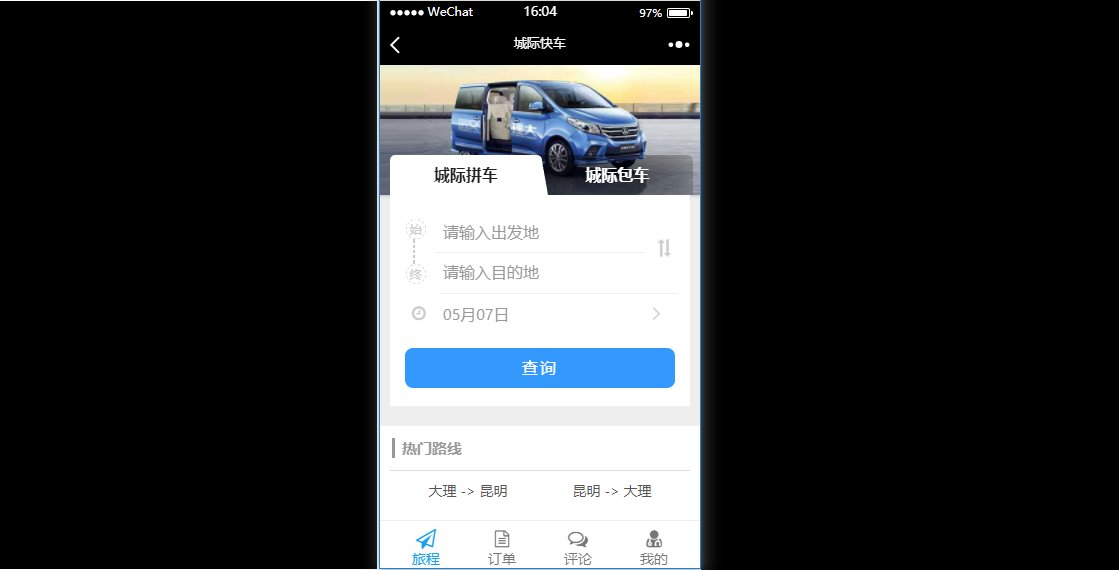 ●●●●● WeChat 16:04 97%
城际快车
城际拼车 城际包车
始 请输入出发地
终 请输入目的地
05月07日
查询
热门路线
大理 -> 昆明 昆明 -> 大理
旅程 订单 评论 我的